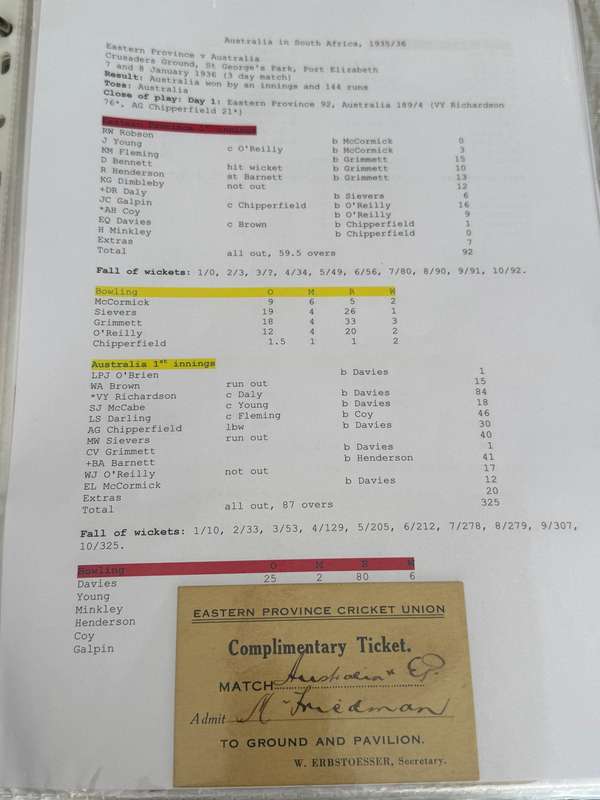 Australia in South Africa, 1935/36
Eastern Province v Australia
Crusaders Ground, St George's Park, Port Elizabeth
7 and 8 January 1936 (3 day match)
Result: Australia won by an innings and 144 runs
Toss: Australia
Close of play: Day 1: Eastern Province 92, Australia 189/4 (VY Richardson
76*, AG Chipperfield 21*)
Eastern Province 1st innings
RW Robson b McCormick 0
J Young c O'Reilly b McCormick 3
KM Fleming b Grimmett 15
D Bennett hit wicket b Grimmett 10
R Henderson st Barnett b Grimmett 13
KG Dimbleby not out 12
+DR Daly b Sievers 6
JC Galpin c Chipperfield b O'Reilly 16
*AH Coy b O'Reilly 9
EQ Davies c Brown b Chipperfield 1
H Minkley b Chipperfield 0
Extras 7
Total all out, 59.5 overs 92
Fall of wickets: 1/0, 2/3, 3/?, 4/34, 5/49, 6/56, 7/80, 8/90, 9/91, 10/92.
Bowling O M R W
McCormick 9 6 5 2
Sievers 19 4 26 1
Grimmett 18 4 33 3
O'Reilly 12 4 20 2
Chipperfield 1.5 1 1 2
Australia 1st innings
LPJ O'Brien b Davies 1
WA Brown run out 15
*VY Richardson c Daly b Davies 84
SJ McCabe c Young b Davies 18
LS Darling c Fleming b Coy 46
AG Chipperfield lbw b Davies 30
MW Sievers run out 40
CV Grimmett b Davies 1
+BA Barnett b Henderson 41
WJ O'Reilly not out 17
EL McCormick b Davies 12
Extras 20
Total all out, 87 overs 325
Fall of wickets: 1/10, 2/33, 3/53, 4/129, 5/205, 6/212, 7/278, 8/279, 9/307,
10/325.
Bowling O M R W
Davies 25 2 80 6
Young
Minkley
Henderson
Coy
Galpin
EASTERN PROVINCE CRICKET UNION
Complimentary Ticket.
MATCH Australia v EP.
Admit M Friedman
TO GROUND AND PAVILION.
W. ERBSTOESSER, Secretary.